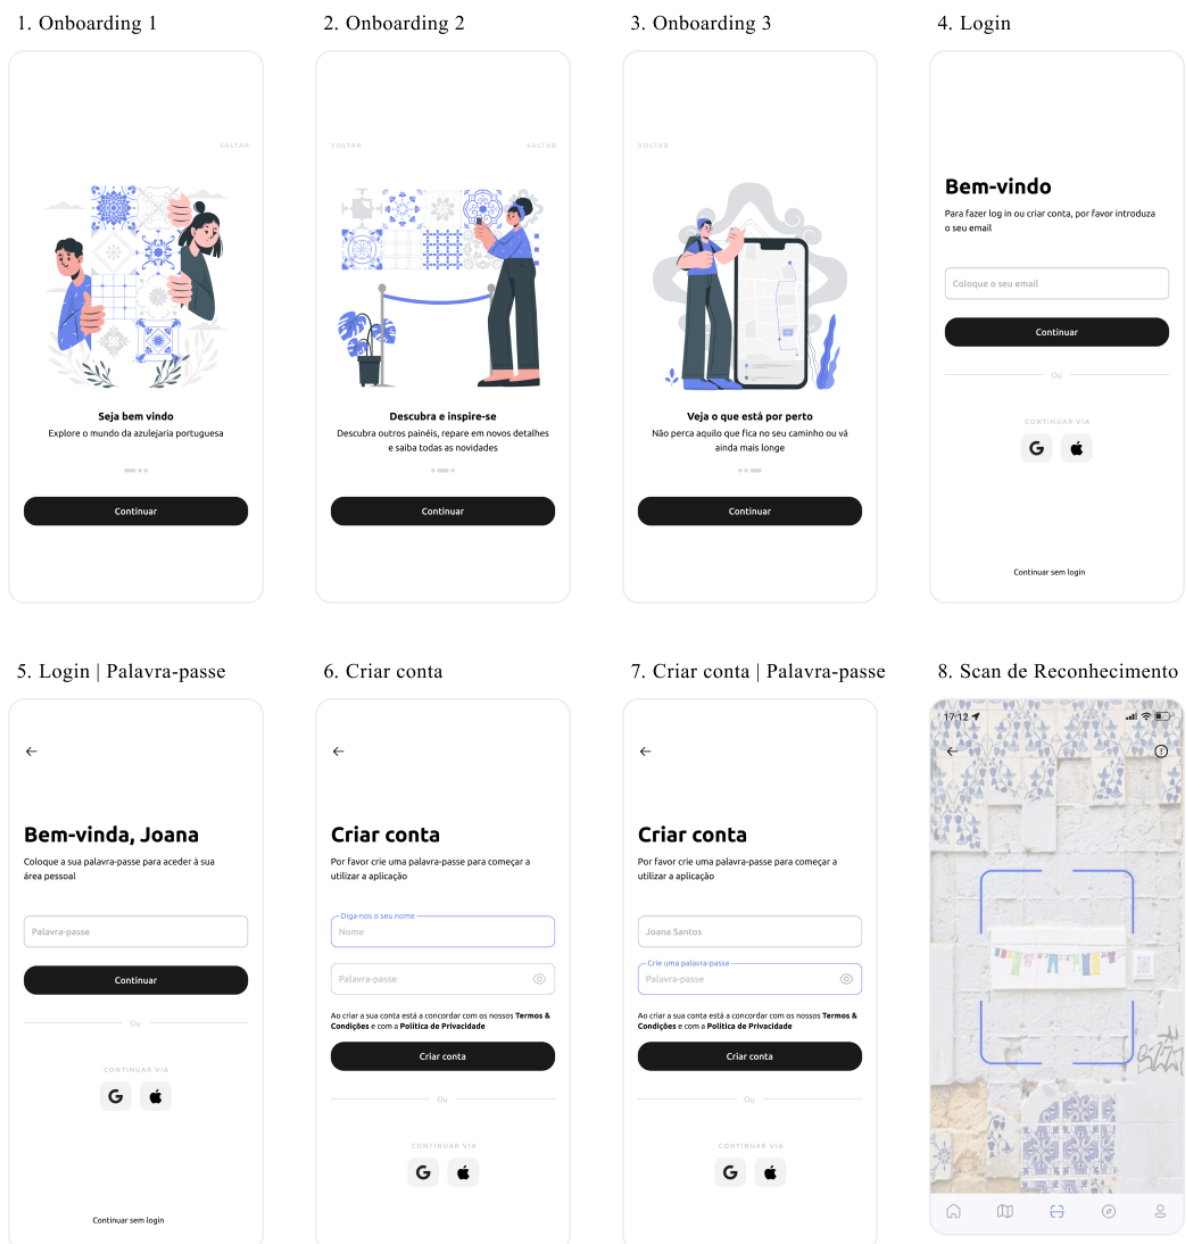 1. Onboarding 1
2. Onboarding 2
3. Onboarding 3
4. Login
SALTAR
Seja bem vindo
Explore o mundo da azulejaria portuguesa
Continuar
VOLTAR
SALTAR
Descubra e inspire-se
Descubra outros painéis, repare em novos detalhes
e saiba todas as novidades
Continuar
VOLTAR
Veja o que está por perto
Não perca aquilo que fica no seu caminho ou vá
ainda mais longe
Continuar
Bem-vindo
Para fazer log in ou criar conta, por favor introduza
o seu email
Coloque o seu email
Continuar
Ou
CONTINUAR VIA
G
Continuar sem login
5. Login | Palavra-passe
6. Criar conta
7. Criar conta | Palavra-passe
8. Scan de Reconhecimento
Bem-vinda, Joana
Coloque a sua palavra-passe para aceder à sua
área pessoal
Palavra-passe
Continuar
Ou
CONTINUAR VIA
G
Continuar sem login
Criar conta
Por favor crie uma palavra-passe para começar a
utilizar a aplicação
Diga-nos o seu nome
Nome
Palavra-passe
Ao criar a sua conta está a concordar com os nossos Termos &
Condições e com a Política de Privacidade
Criar conta
Ou
CONTINUAR VIA
G
Criar conta
Por favor crie uma palavra-passe para começar a
utilizar a aplicação
Joana Santos
Crie uma palavra-passe
Palavra-passe
Ao criar a sua conta está a concordar com os nossos Termos &
Condições e com a Política de Privacidade
Criar conta
Ou
CONTINUAR VIA
G
17:12